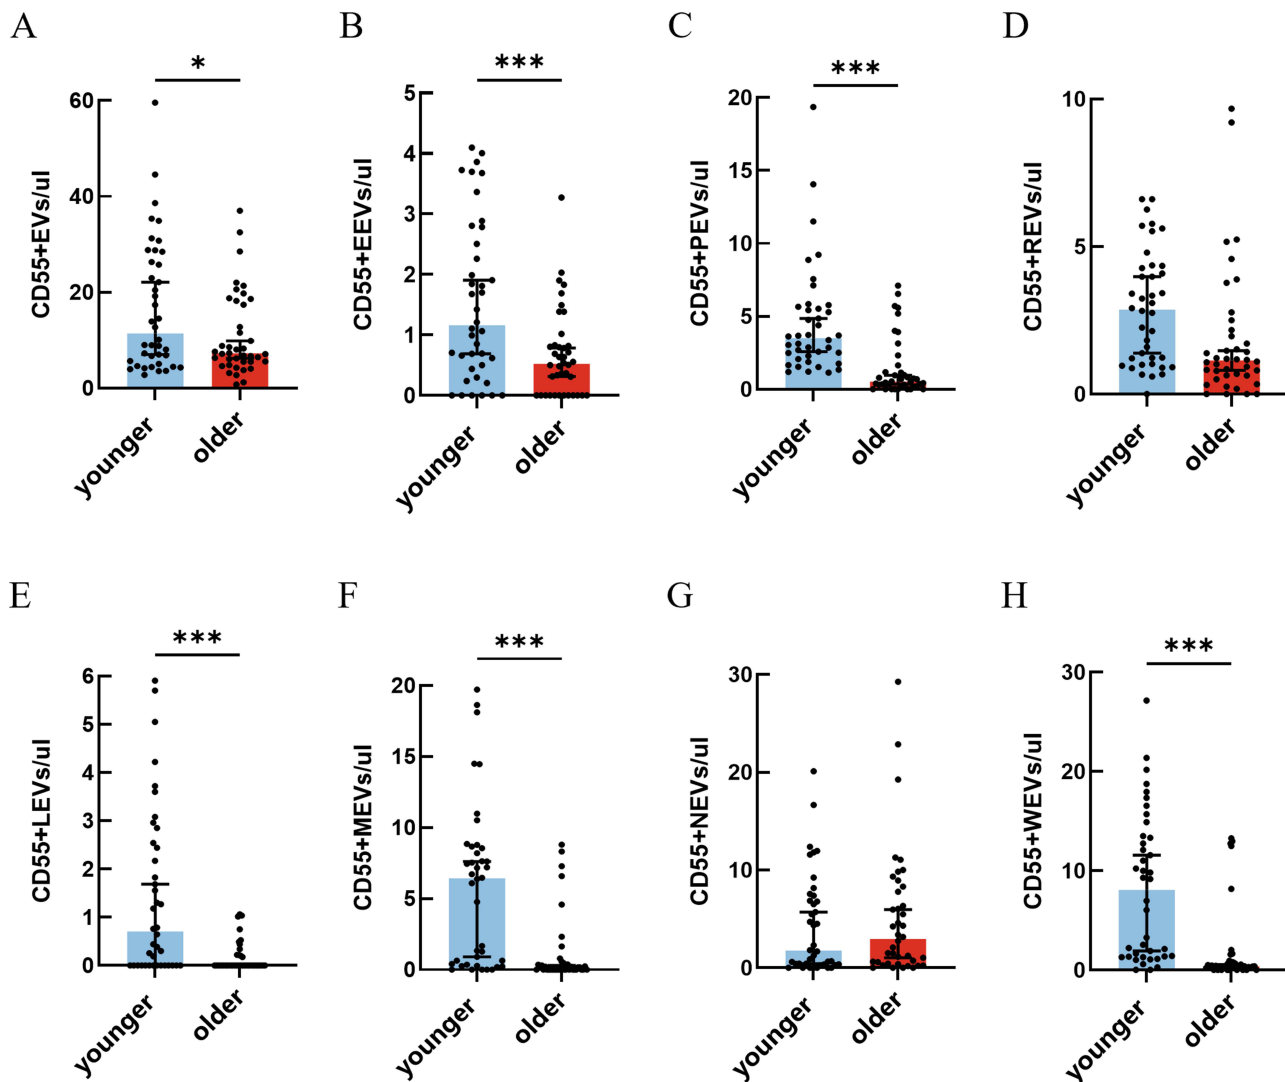 A
*
CD55+EVs/ul
60
40
20
0
younger
older
B
***
CD55+EEVs/ul
5
4
3
2
1
0
younger
older
C
***
CD55+PEVs/ul
20
15
10
5
0
younger
older
D
CD55+REVs/ul
10
5
0
younger
older
E
***
CD55+LEVs/ul
6
5
4
3
2
1
0
younger
older
F
***
CD55+MEVs/ul
20
15
10
5
0
younger
older
G
CD55+NEVs/ul
30
20
10
0
younger
older
H
***
CD55+WEVs/ul
30
20
10
0
younger
older